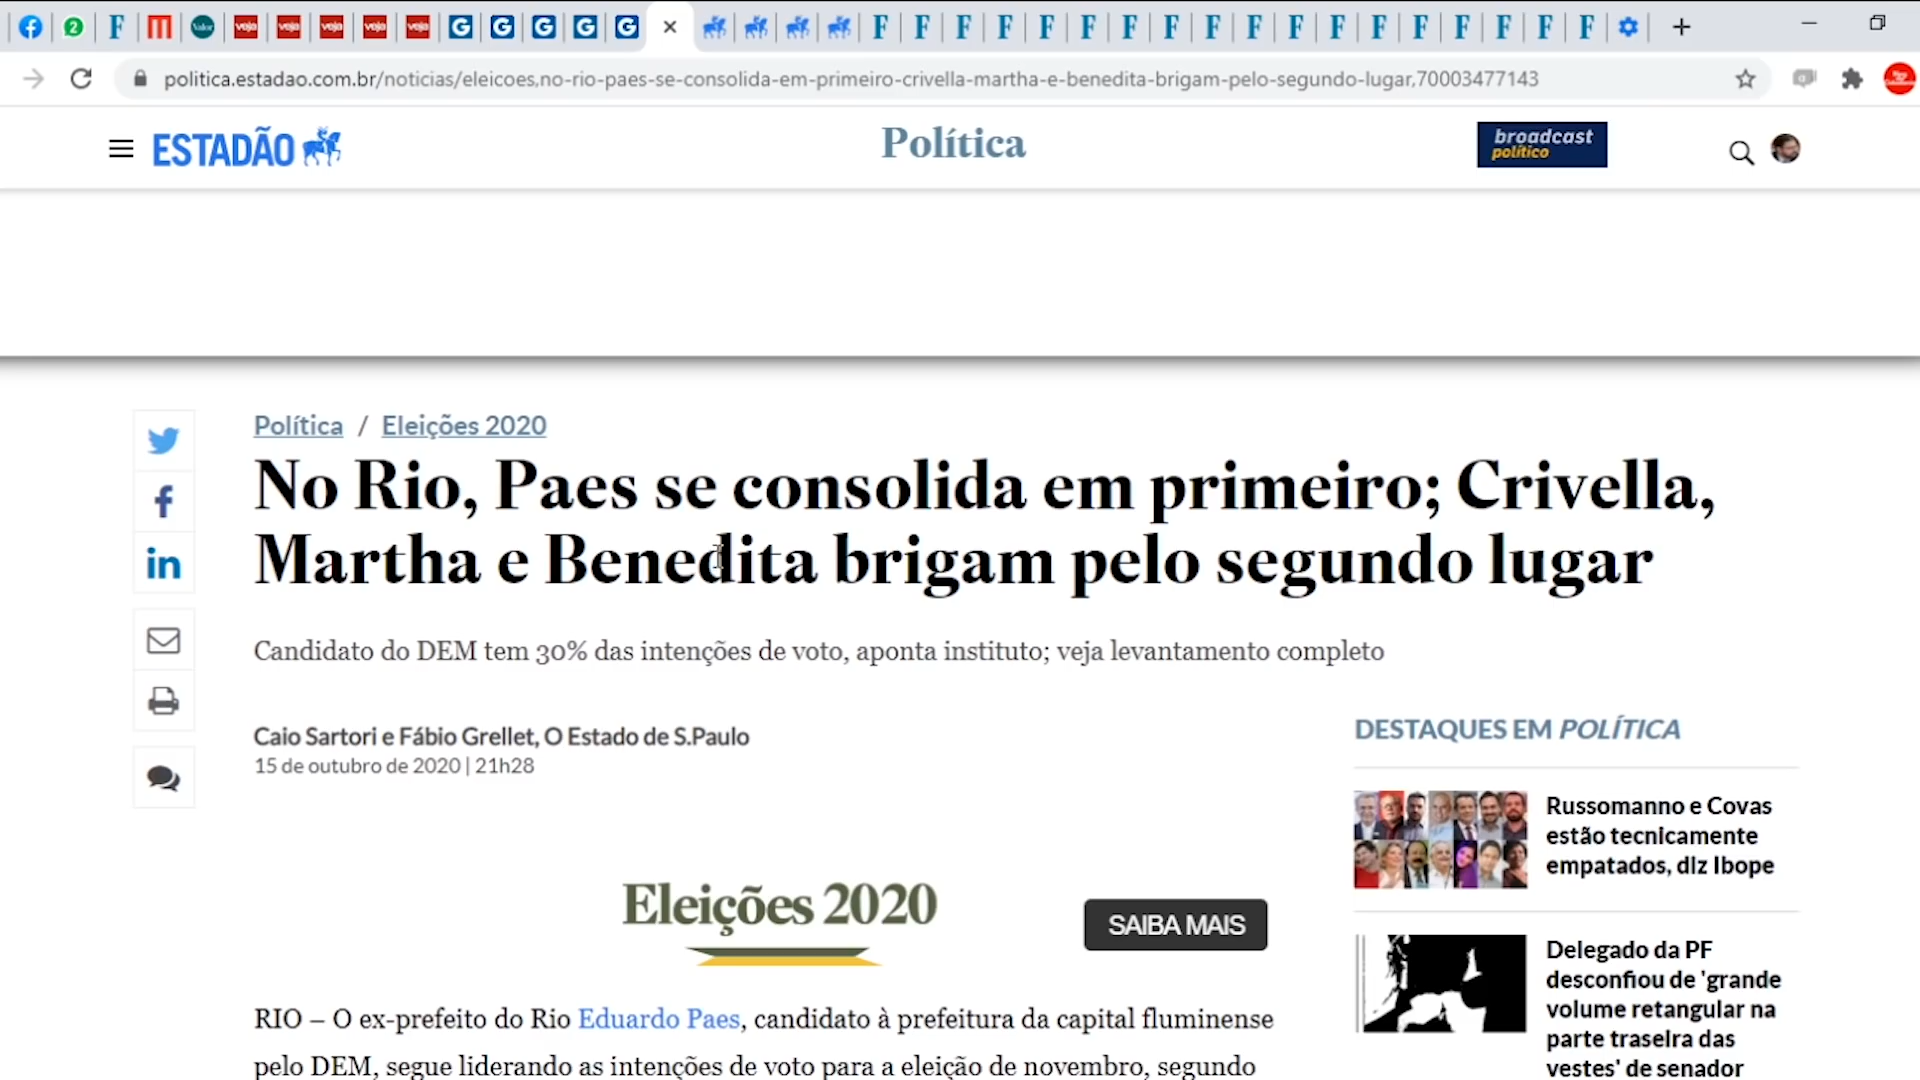 politica.estadao.com.br/noticias/eleicoes,no-rio-paes-se-consolida-em-primeiro-crivella-martha-e-benedita-brigam-pelo-segundo-lugar,70003477143
ESTADÃO
Política
broadcast
político
Política / Eleições 2020
No Rio, Paes se consolida em primeiro; Crivella,
Martha e Benedita brigam pelo segundo lugar
Candidato do DEM tem 30% das intenções de voto, aponta instituto; veja levantamento completo
Caio Sartori e Fábio Grellet, O Estado de S.Paulo
15 de outubro de 2020 | 21h28
Eleições 2020
SAIBA MAIS
RIO – O ex-prefeito do Rio Eduardo Paes, candidato à prefeitura da capital fluminense
pelo DEM, segue liderando as intenções de voto para a eleição de novembro, segundo
DESTAQUES EM POLÍTICA
Russomanno e Covas
estão tecnicamente
empatados, diz Ibope
Delegado da PF
desconfiou de 'grande
volume retangular na
parte traseira das
vestes' de senador